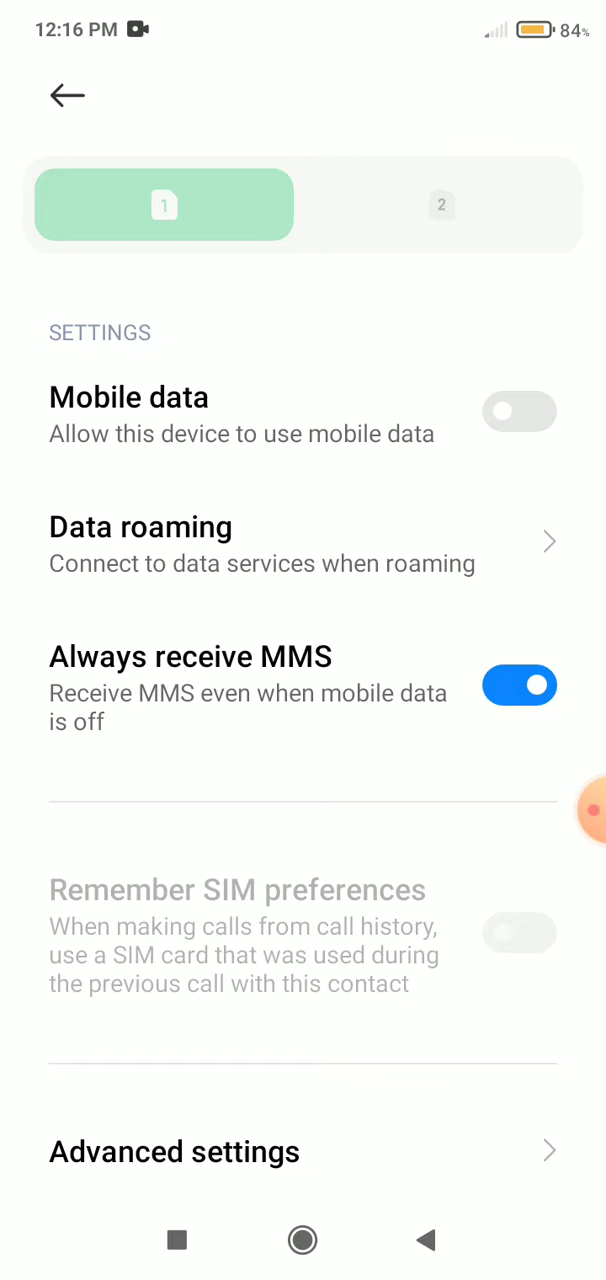 12:16 PM 84%
1 2
SETTINGS
Mobile data
Allow this device to use mobile data
Data roaming
Connect to data services when roaming
Always receive MMS
Receive MMS even when mobile data
is off
Remember SIM preferences
When making calls from call history,
use a SIM card that was used during
the previous call with this contact
Advanced settings